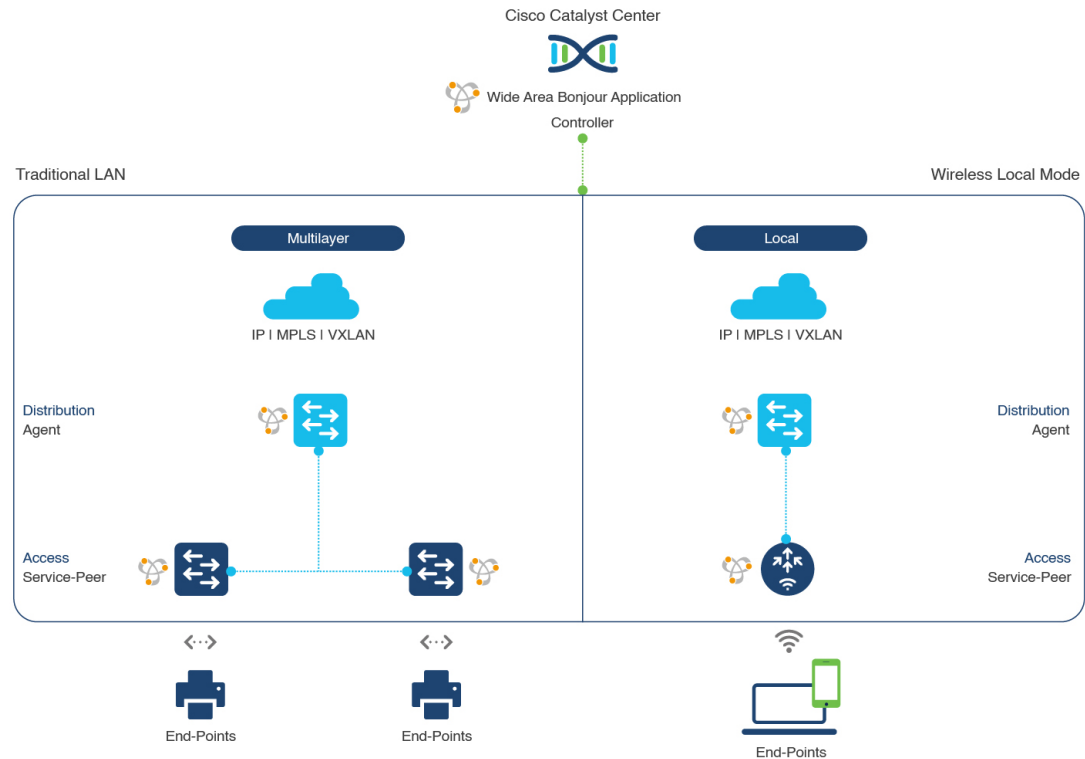 Cisco Catalyst Center
Wide Area Bonjour Application
Controller
Traditional LAN
Wireless Local Mode
Multilayer
Local
IP | MPLS | VXLAN
IP | MPLS | VXLAN
Distribution
Agent
Distribution
Agent
Access
Service-Peer
Access
Service-Peer
End-Points
End-Points
End-Points